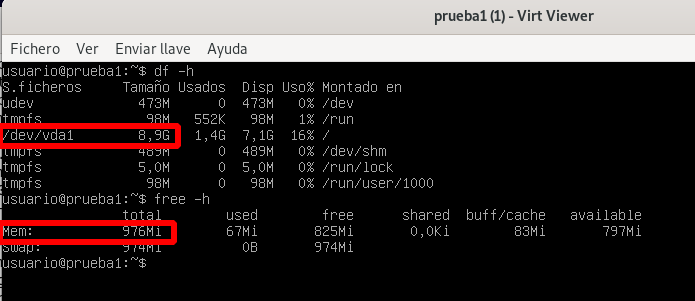 prueba1 (1) - Virt Viewer
Fichero Ver Enviar llave Ayuda
usuario@prueba1:~$ df -h
S.ficheros Tamaño Usados Disp Uso% Montado en
udev 473M 0 473M 0% /dev
tmpfs 98M 552K 98M 1% /run
/dev/vda1 8,9G 1,4G 7,1G 16% /
tmpfs 489M 0 489M 0% /dev/shm
tmpfs 5,0M 0 5,0M 0% /run/lock
tmpfs 98M 0 98M 0% /run/user/1000
usuario@prueba1:~$ free -h
total used free shared buff/cache available
Mem: 976Mi 67Mi 825Mi 0,0Ki 83Mi 797Mi
Swap: 974Mi 0B 974Mi
usuario@prueba1:~$